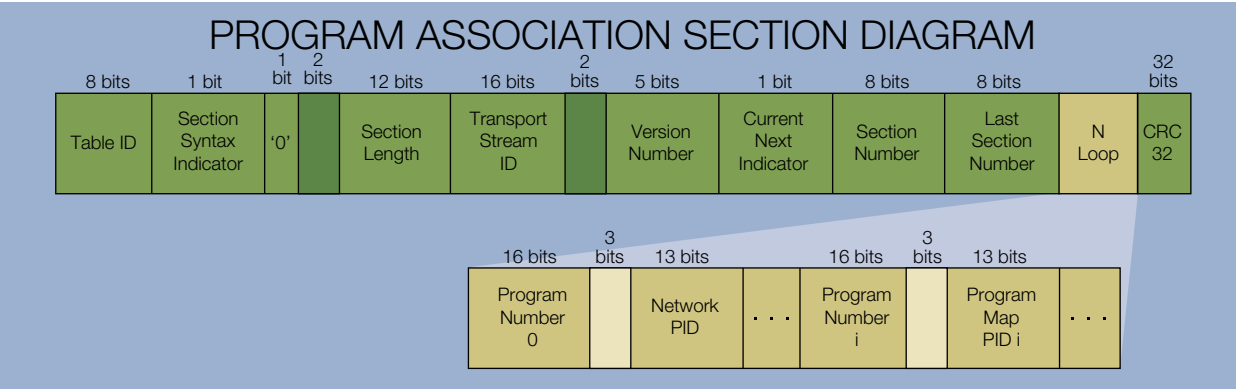 PROGRAM ASSOCIATION SECTION DIAGRAM
8 bits
1 bit
1
bit
2
bits
12 bits
16 bits
2
bits
5 bits
1 bit
8 bits
8 bits
32
bits
Table ID
Section
Syntax
Indicator
‘0’
Section
Length
Transport
Stream
ID
Version
Number
Current
Next
Indicator
Section
Number
Last
Section
Number
N
Loop
CRC
32
16 bits
3
bits
13 bits
16 bits
3
bits
13 bits
Program
Number
0
Network
PID
. . .
Program
Number
i
Program
Map
PID i
. . .